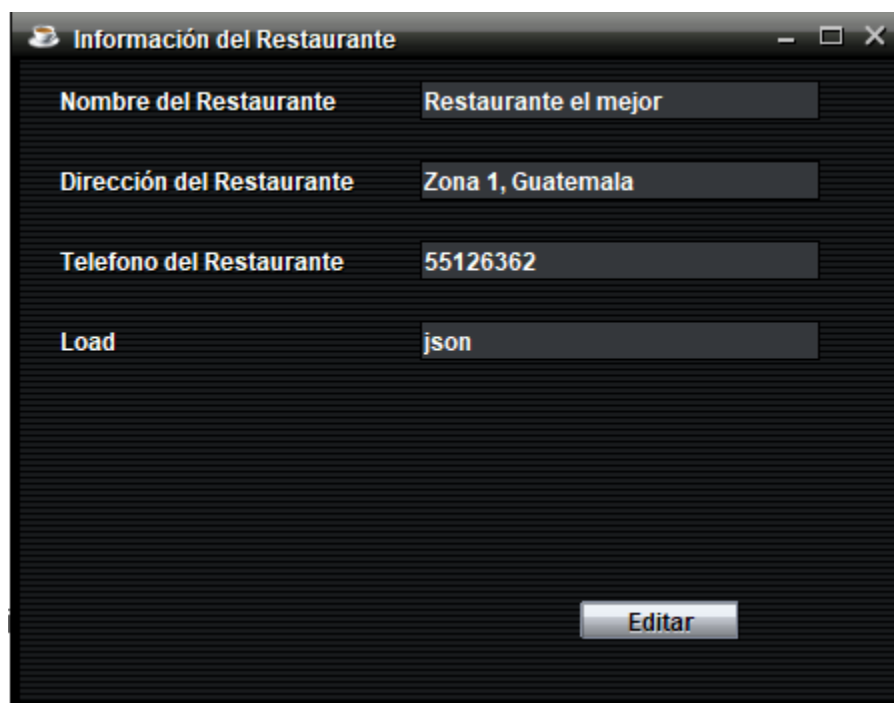 Información del Restaurante
Nombre del Restaurante Restaurante el mejor
Dirección del Restaurante Zona 1, Guatemala
Telefono del Restaurante 55126362
Load json
Editar